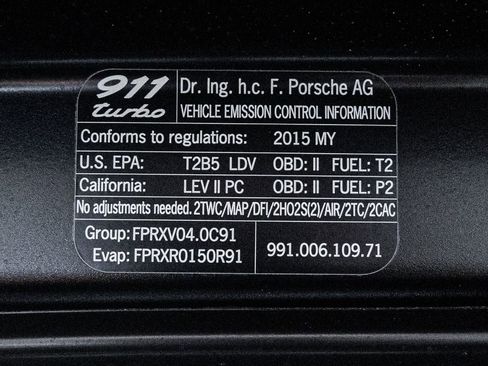 911 Dr. Ing. h.c. F. Porsche AG
turbo VEHICLE EMISSION CONTROL INFORMATION
Conforms to regulations: 2015 MY
U.S. EPA: T2B5 LDV OBD: II FUEL: T2
California: LEV II PC OBD: II FUEL: P2
No adjustments needed. 2TWC/MAP/DFI/2HO2S(2)/AIR/2TC/2CAC
Group: FPRXV04.0C91
Evap: FPRXR0150R91
991.006.109.71